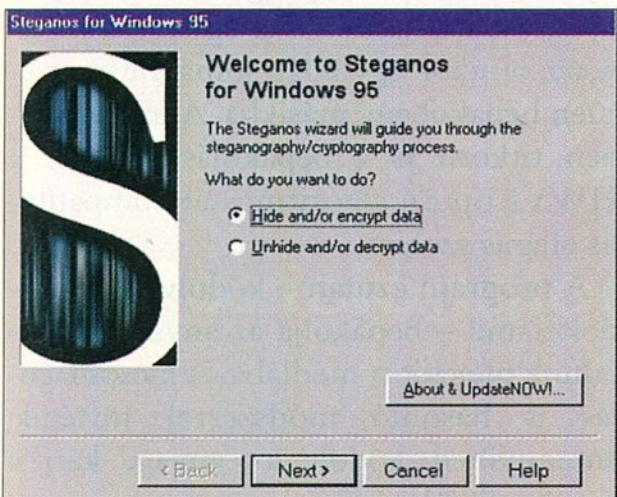 Steganos for Windows 95
S
Welcome to Steganos
for Windows 95
The Steganos wizard will guide you through the
steganography/cryptography process.
What do you want to do?
Hide and/or encrypt data
Unhide and/or decrypt data
About & UpdateNOW!...
< Back
Next >
Cancel
Help